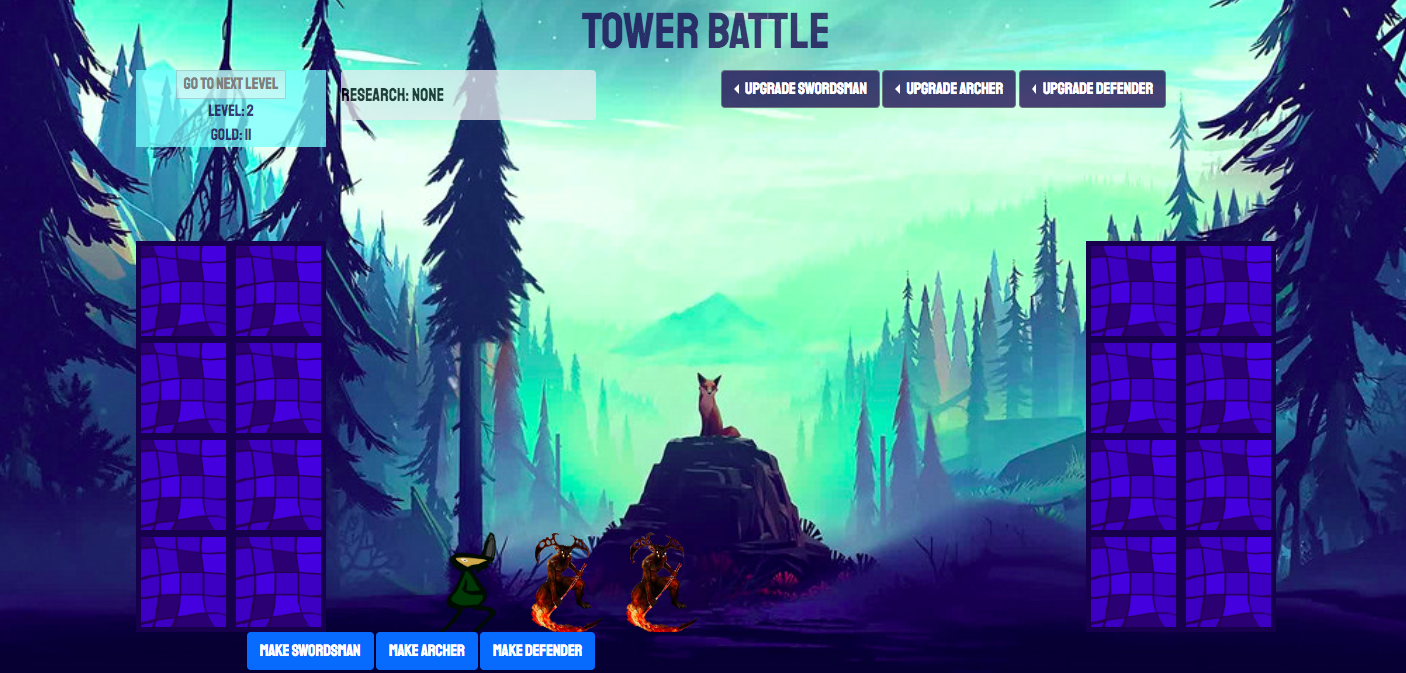 TOWER BATTLE
GO TO NEXT LEVEL
LEVEL: 2
GOLD: 11
RESEARCH: NONE
UPGRADE SWORDSMAN
UPGRADE ARCHER
UPGRADE DEFENDER
MAKE SWORDSMAN
MAKE ARCHER
MAKE DEFENDER